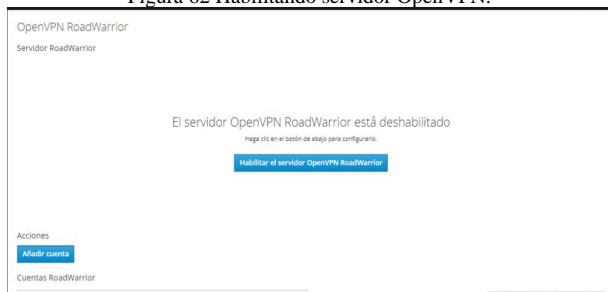 Figura 62 Habilitando servidor OpenVPN.
OpenVPN RoadWarrior
Servidor RoadWarrior
El servidor OpenVPN RoadWarrior está deshabilitado
Haga clic en el botón de abajo para configurarlo.
Habilitar el servidor OpenVPN RoadWarrior
Acciones
Añadir cuenta
Cuentas RoadWarrior